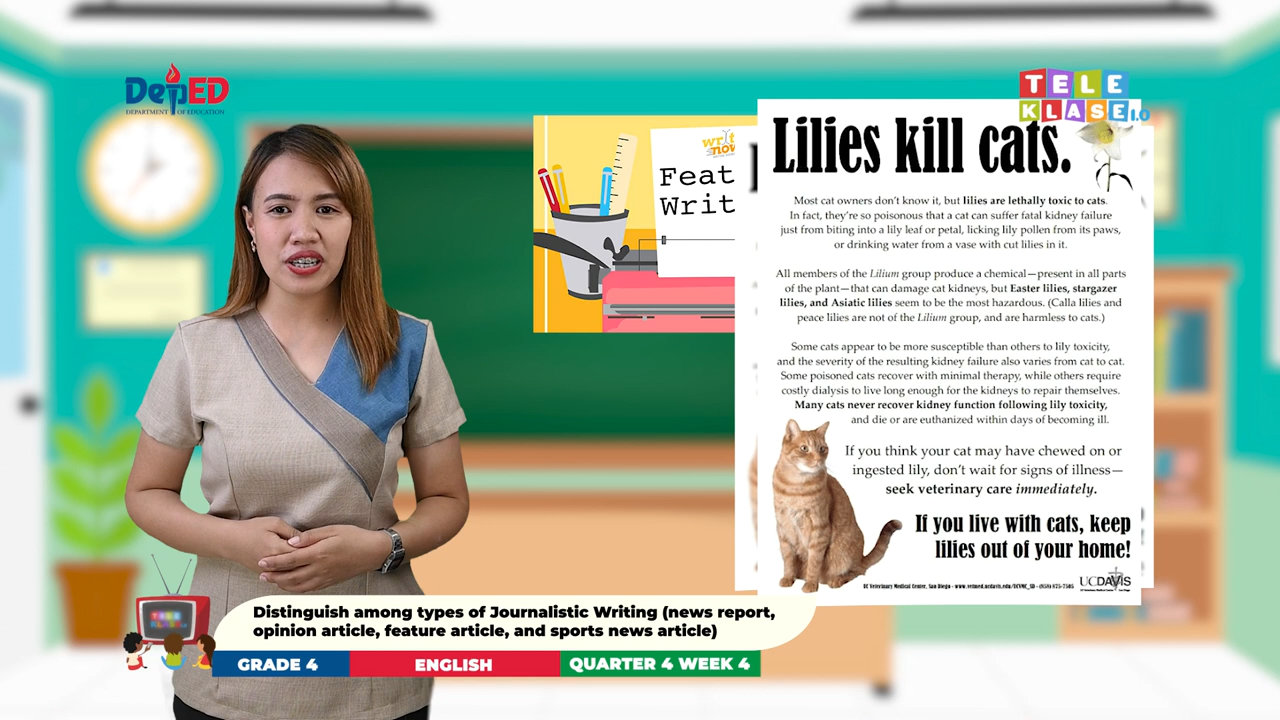 DepED
DEPARTMENT OF EDUCATION
TELE
KLASE 1.0
write
now
Feat
Writ
Lilies kill cats.
Most cat owners don't know it, but lilies are lethally toxic to cats.
In fact, they're so poisonous that a cat can suffer fatal kidney failure
just from biting into a lily leaf or petal, licking lily pollen from its paws,
or drinking water from a vase with cut lilies in it.
All members of the Lilium group produce a chemical—present in all parts
of the plant—that can damage cat kidneys, but Easter lilies, stargazer
lilies, and Asiatic lilies seem to be the most hazardous. (Calla lilies and
peace lilies are not of the Lilium group, and are harmless to cats.)
Some cats appear to be more susceptible than others to lily toxicity,
and the severity of the resulting kidney failure also varies from cat to cat.
Some poisoned cats recover with minimal therapy, while others require
costly dialysis to live long enough for the kidneys to repair themselves.
Many cats never recover kidney function following lily toxicity,
and die or are euthanized within days of becoming ill.
If you think your cat may have chewed on or
ingested lily, don't wait for signs of illness—
seek veterinary care immediately.
If you live with cats, keep
lilies out of your home!
UC Veterinary Medical Center, San Diego - www.vetmed.ucdavis.edu/UCVMC_SD - (858) 875-7505
UCDAVIS
Distinguish among types of Journalistic Writing (news report,
opinion article, feature article, and sports news article)
GRADE 4
ENGLISH
QUARTER 4 WEEK 4